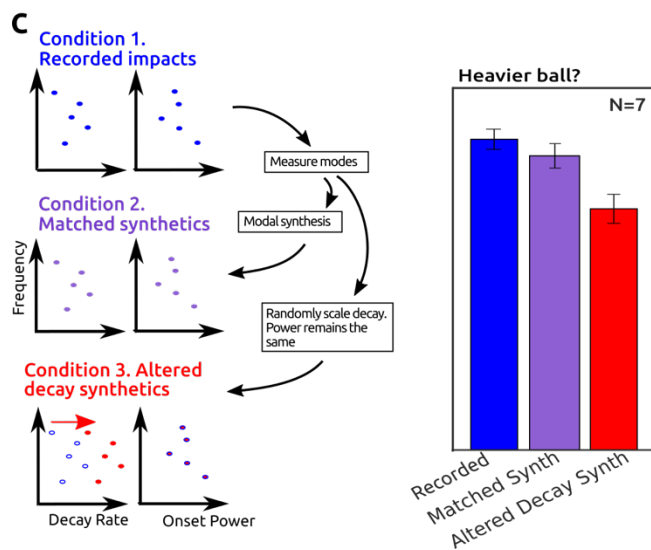 C
Condition 1.
Recorded impacts
Measure modes
Condition 2.
Matched synthetics
Modal synthesis
Frequency
Randomly scale decay.
Power remains the
same
Condition 3. Altered
decay synthetics
Decay Rate
Onset Power
Heavier ball?
N=7
Recorded
Matched Synth
Altered Decay Synth